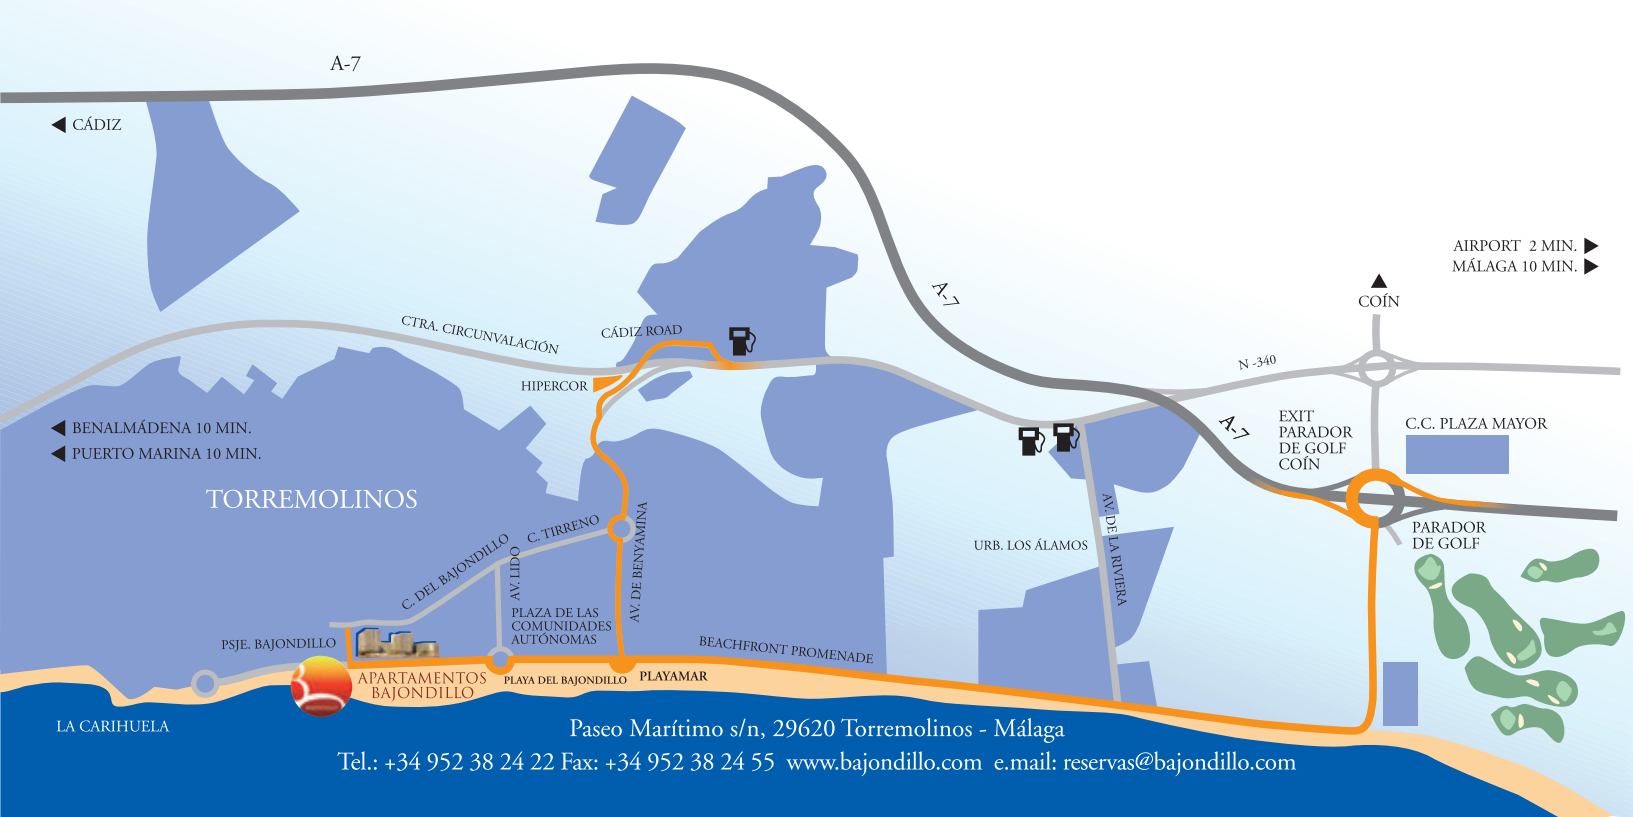 A-7
CÁDIZ
AIRPORT 2 MIN.
MÁLAGA 10 MIN.
A-7
COÍN
CTRA. CIRCUNVALACIÓN
CÁDIZ ROAD
N -340
HIPERCOR
A-7
EXIT
PARADOR
DE GOLF
COÍN
C.C. PLAZA MAYOR
BENALMÁDENA 10 MIN.
PUERTO MARINA 10 MIN.
TORREMOLINOS
PARADOR
DE GOLF
C. TIRRENO
C. DEL BAJONDILLO
AV. LIDO
AV. DE BENYAMINA
URB. LOS ÁLAMOS
AV. DE LA RIVIERA
PLAZA DE LAS
COMUNIDADES
AUTÓNOMAS
PSJE. BAJONDILLO
BEACHFRONT PROMENADE
APARTAMENTOS
BAJONDILLO
PLAYA DEL BAJONDILLO
PLAYAMAR
LA CARIHUELA
Paseo Marítimo s/n, 29620 Torremolinos - Málaga
Tel.: +34 952 38 24 22 Fax: +34 952 38 24 55 www.bajondillo.com e.mail: reservas@bajondillo.com